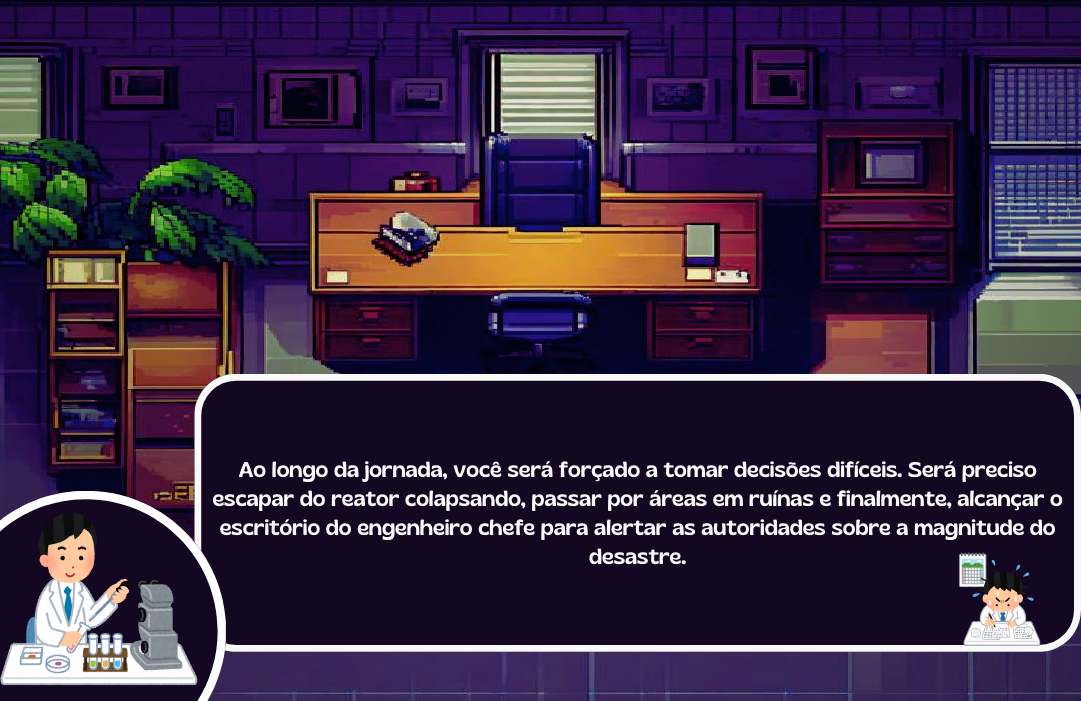 Ao longo da jornada, você será forçado a tomar decisões difíceis. Será preciso
escapar do reator colapsando, passar por áreas em ruínas e finalmente, alcançar o
escritório do engenheiro chefe para alertar as autoridades sobre a magnitude do
desastre.